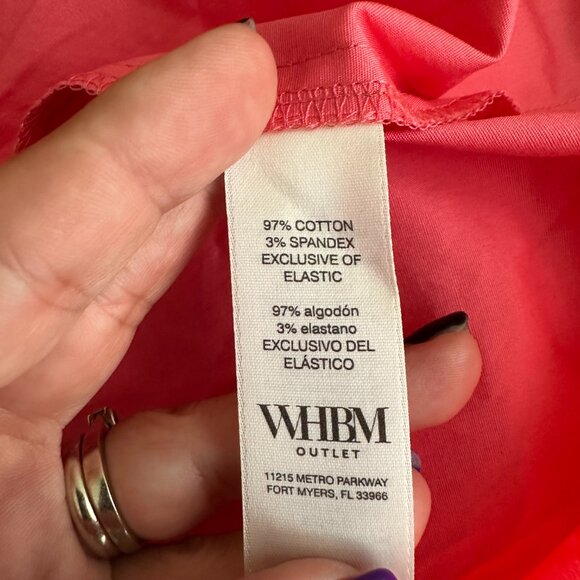 97% COTTON
3% SPANDEX
EXCLUSIVE OF
ELASTIC
97% algodón
3% elastano
EXCLUSIVO DEL
ELÁSTICO
WHBM
OUTLET
11215 METRO PARKWAY
FORT MYERS, FL 33966